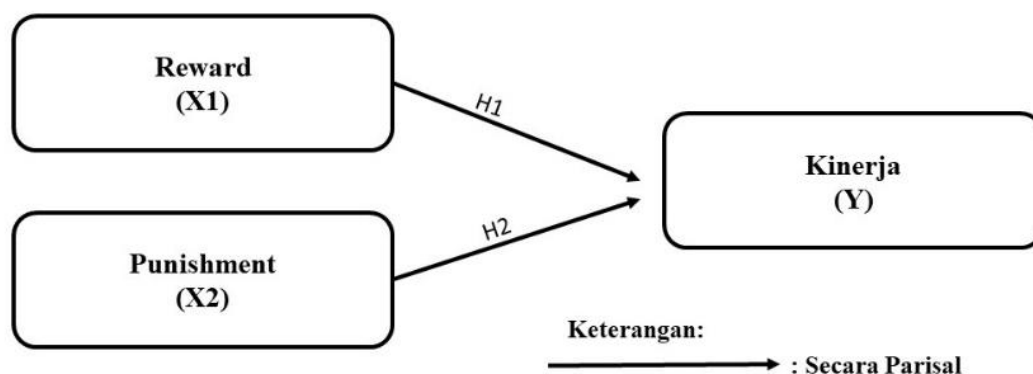 Reward
(X1)
H1
Kinerja
(Y)
H2
Punishment
(X2)
Keterangan:
: Secara Parisal